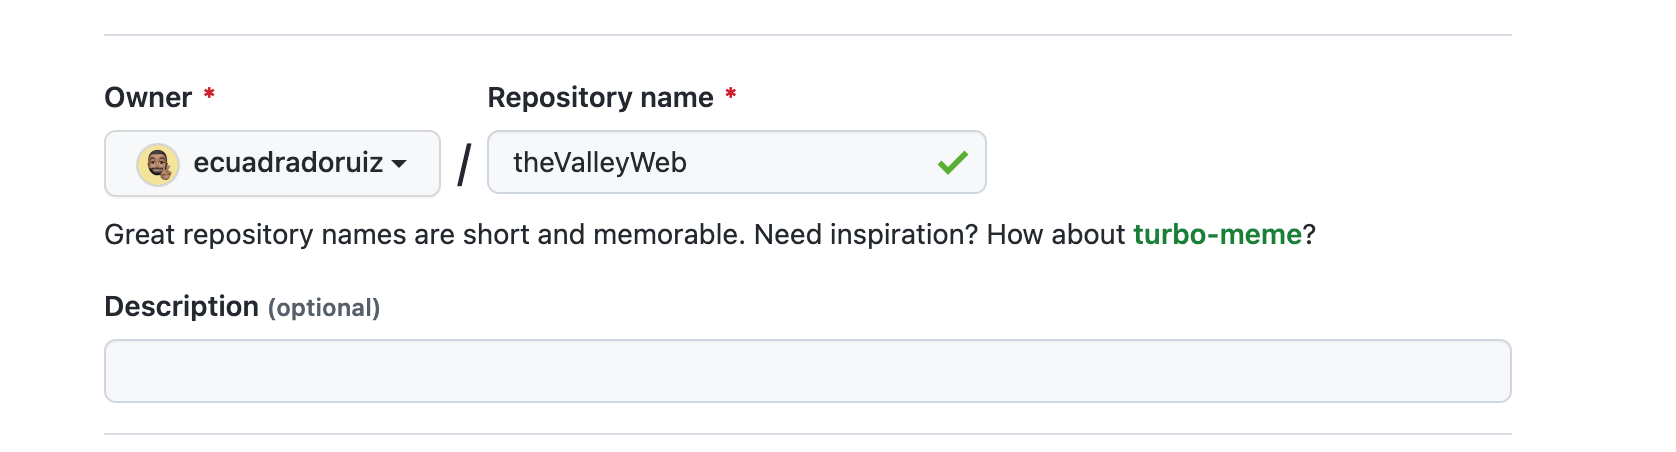 Owner *
Repository name *
ecuadradoruiz / theValleyWeb
Great repository names are short and memorable. Need inspiration? How about turbo-meme?
Description (optional)